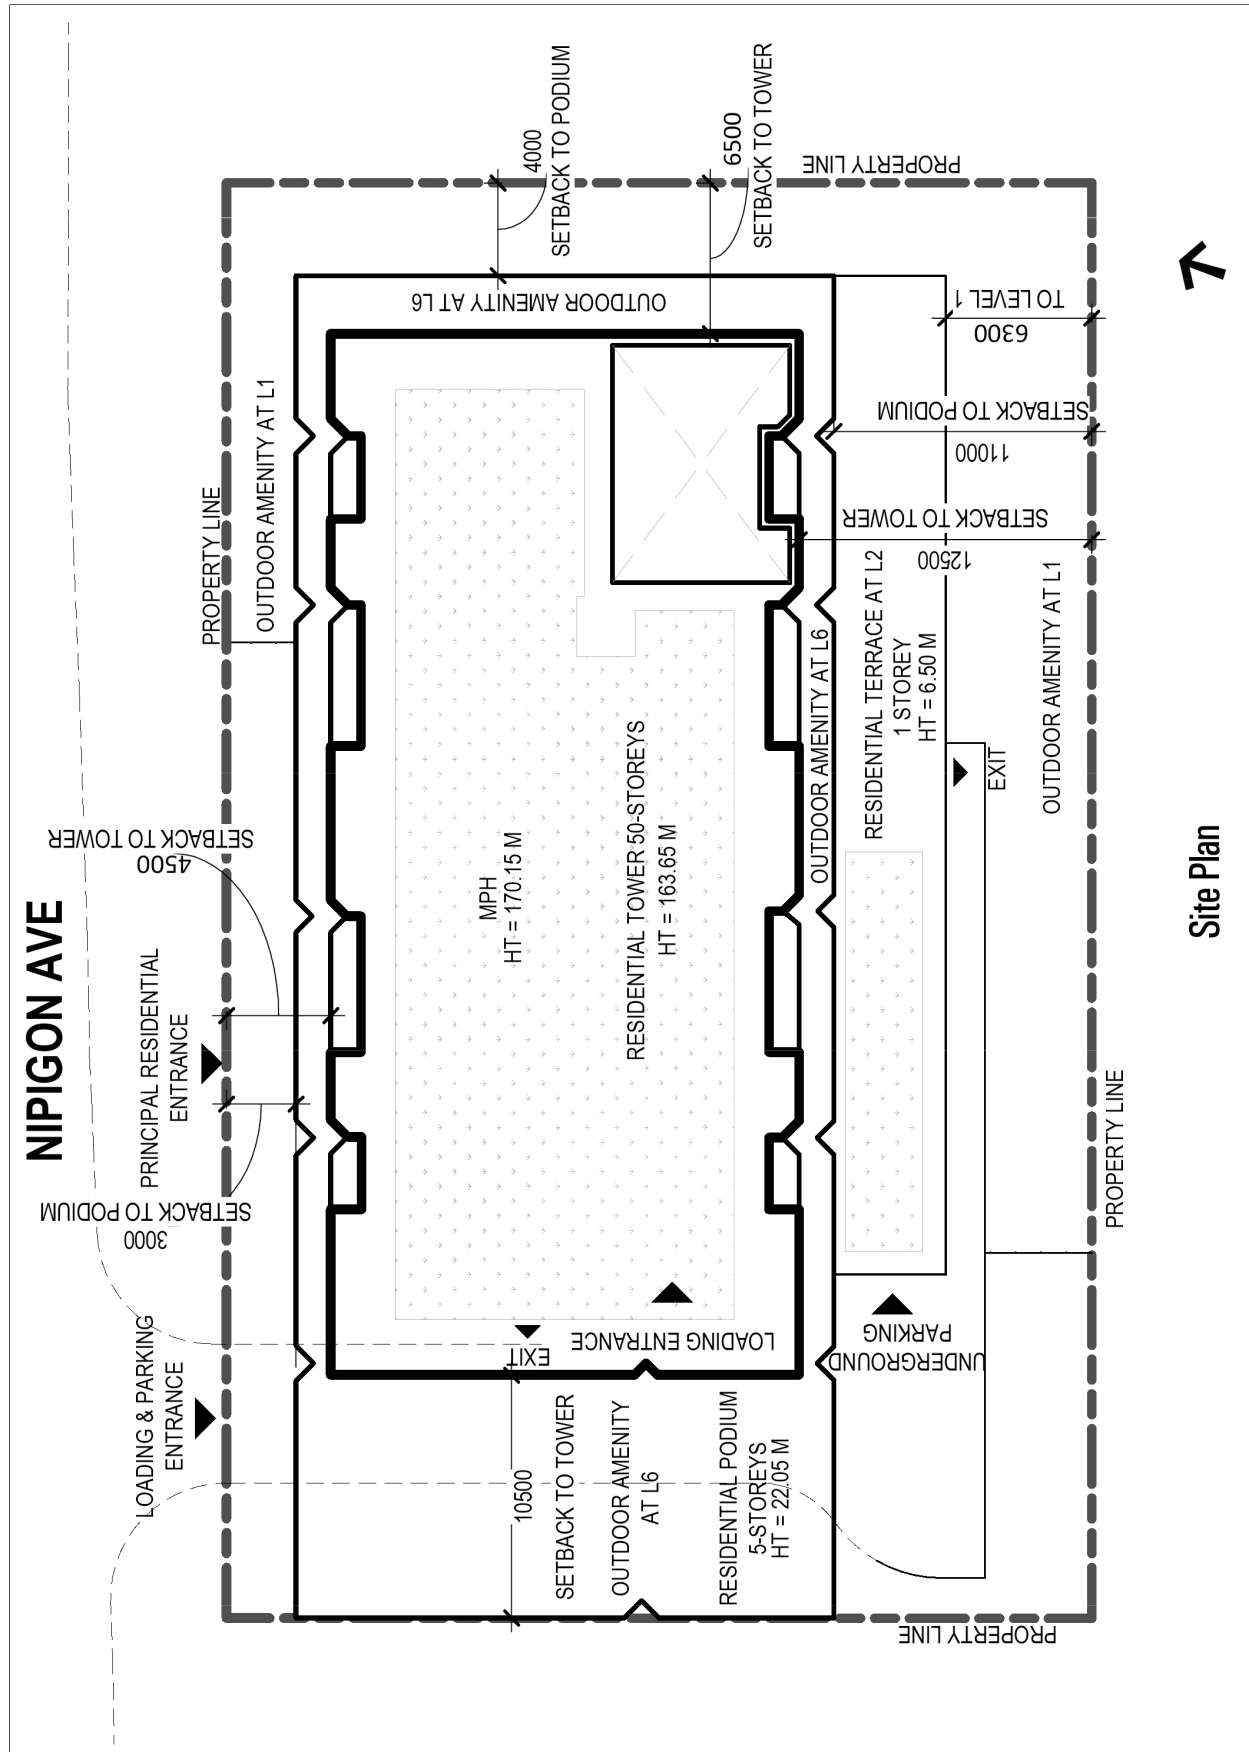 NIPIGON AVE
LOADING & PARKING
ENTRANCE
SETBACK TO PODIUM
3000
PRINCIPAL RESIDENTIAL
ENTRANCE
SETBACK TO TOWER
4500
PROPERTY LINE
OUTDOOR AMENITY AT L1
4000
SETBACK TO PODIUM
6500
SETBACK TO TOWER
PROPERTY LINE
OUTDOOR AMENITY AT L6
MPH
HT = 170.15 M
RESIDENTIAL TOWER 50-STOREYS
HT = 163.65 M
EXIT
LOADING ENTRANCE
10500
SETBACK TO TOWER
OUTDOOR AMENITY
AT L6
RESIDENTIAL PODIUM
5-STOREYS
HT = 22.05 M
UNDERGROUND
PARKING
OUTDOOR AMENITY AT L6
RESIDENTIAL TERRACE AT L2
1 STOREY
HT = 6.50 M
EXIT
SETBACK TO TOWER
12500
SETBACK TO PODIUM
11000
TO LEVEL 1
6300
OUTDOOR AMENITY AT L1
PROPERTY LINE
PROPERTY LINE
Site Plan